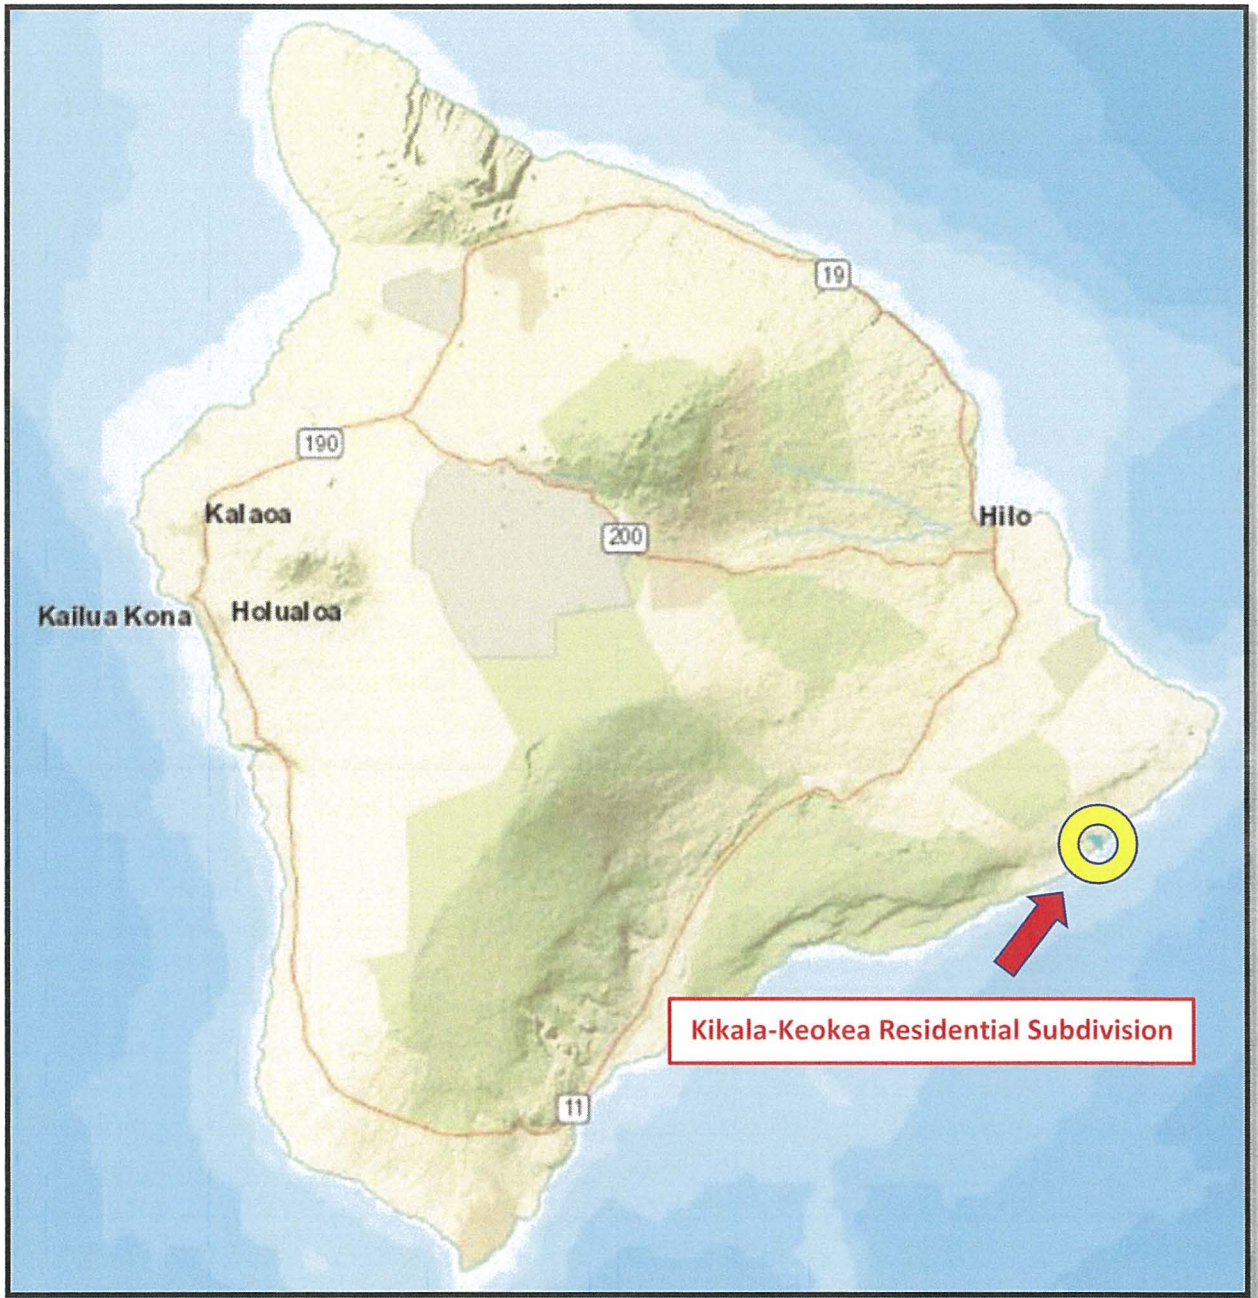 19
190
Kalaoa
Hilo
200
Kailua Kona
Holualoa
Kikala-Keokea Residential Subdivision
11